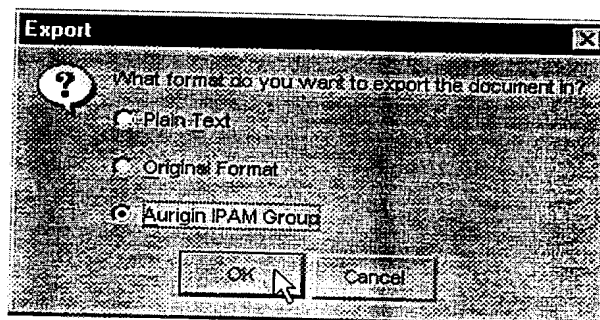 Export
What format do you want to export the document in?
Plain Text
Original Format
Aurigin IPAM Group
OK
Cancel